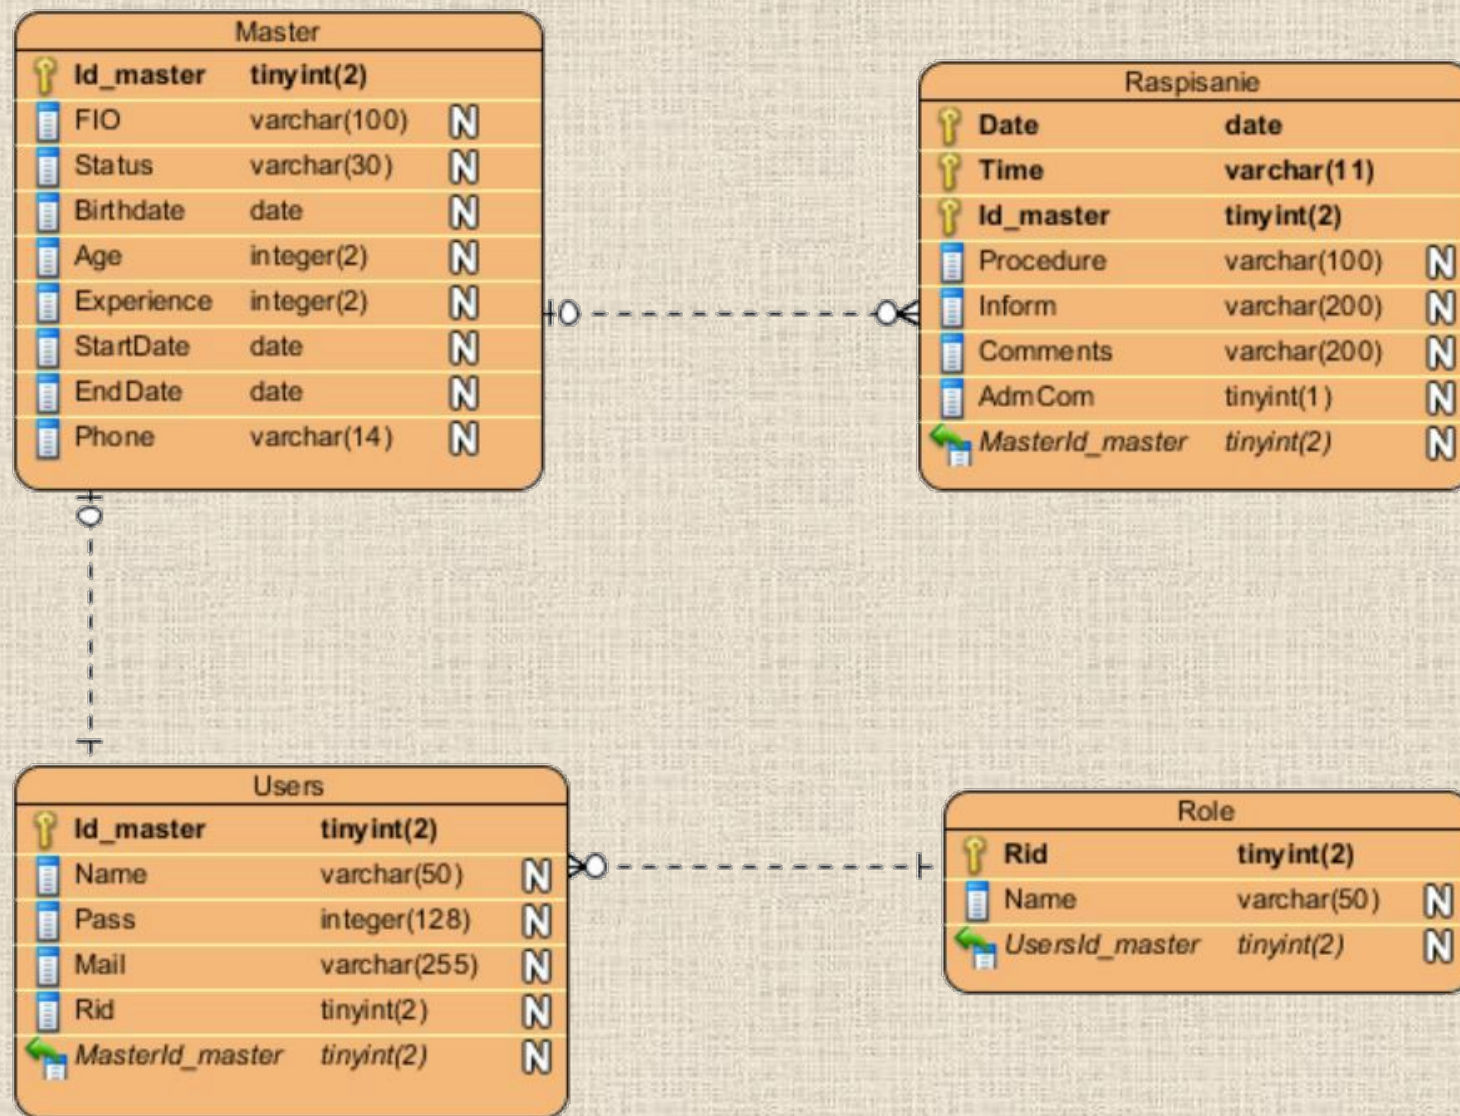 Master
Id_master tinyint(2)
FIO varchar(100) N
Status varchar(30) N
Birthdate date N
Age integer(2) N
Experience integer(2) N
StartDate date N
EndDate date N
Phone varchar(14) N
Raspisanie
Date date
Time varchar(11)
Id_master tinyint(2)
Procedure varchar(100) N
Inform varchar(200) N
Comments varchar(200) N
AdmCom tinyint(1) N
MasterId_master tinyint(2) N
Users
Id_master tinyint(2)
Name varchar(50) N
Pass integer(128) N
Mail varchar(255) N
Rid tinyint(2) N
MasterId_master tinyint(2) N
Role
Rid tinyint(2)
Name varchar(50) N
UsersId_master tinyint(2) N